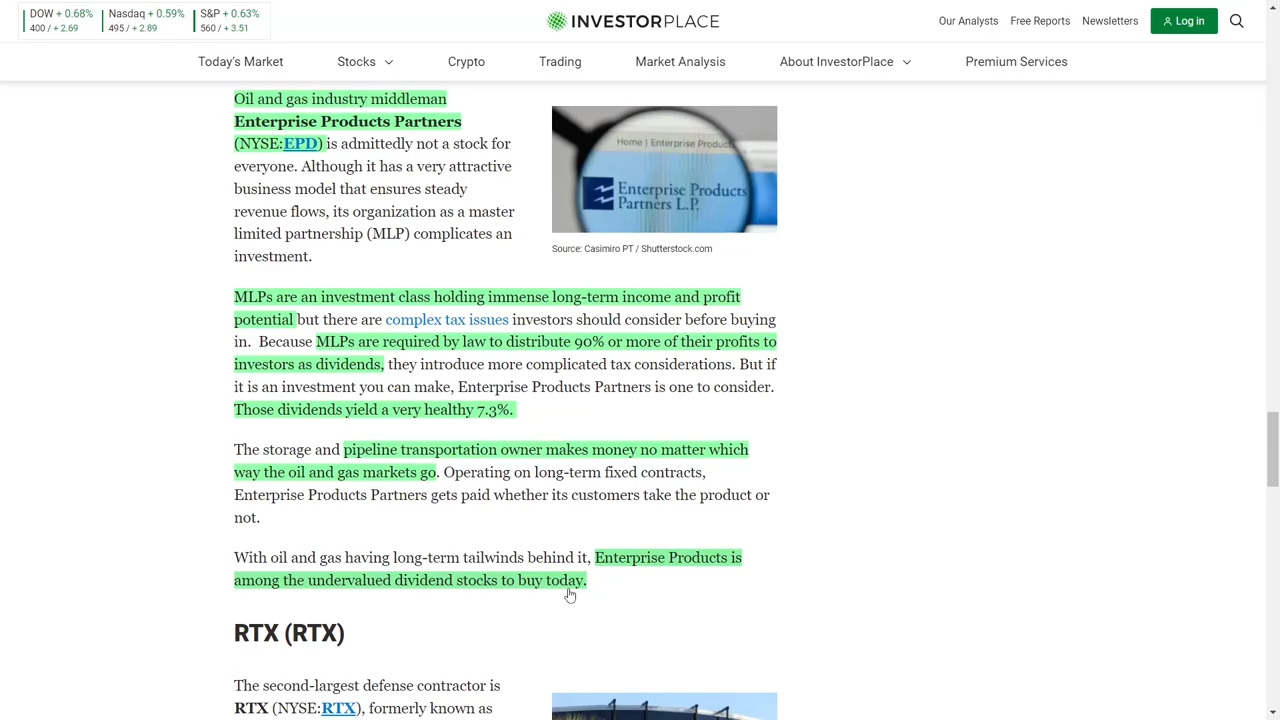 DOW + 0.68% Nasdaq + 0.59% S&P + 0.63%
400 / + 2.69 495 / + 2.89 560 / + 3.51
INVESTORPLACE
Our Analysts Free Reports Newsletters Log in
Today's Market Stocks Crypto Trading Market Analysis About InvestorPlace Premium Services
Oil and gas industry middleman
Enterprise Products Partners
(NYSE:EPD) is admittedly not a stock for
everyone. Although it has a very attractive
business model that ensures steady
revenue flows, its organization as a master
limited partnership (MLP) complicates an
investment.
Home | Enterprise Product
Enterprise Products
Partners L.P.
Source: Casimiro PT / Shutterstock.com
MLPs are an investment class holding immense long-term income and profit
potential but there are complex tax issues investors should consider before buying
in. Because MLPs are required by law to distribute 90% or more of their profits to
investors as dividends, they introduce more complicated tax considerations. But if
it is an investment you can make, Enterprise Products Partners is one to consider.
Those dividends yield a very healthy 7.3%.
The storage and pipeline transportation owner makes money no matter which
way the oil and gas markets go. Operating on long-term fixed contracts,
Enterprise Products Partners gets paid whether its customers take the product or
not.
With oil and gas having long-term tailwinds behind it, Enterprise Products is
among the undervalued dividend stocks to buy today.
RTX (RTX)
The second-largest defense contractor is
RTX (NYSE:RTX), formerly known as